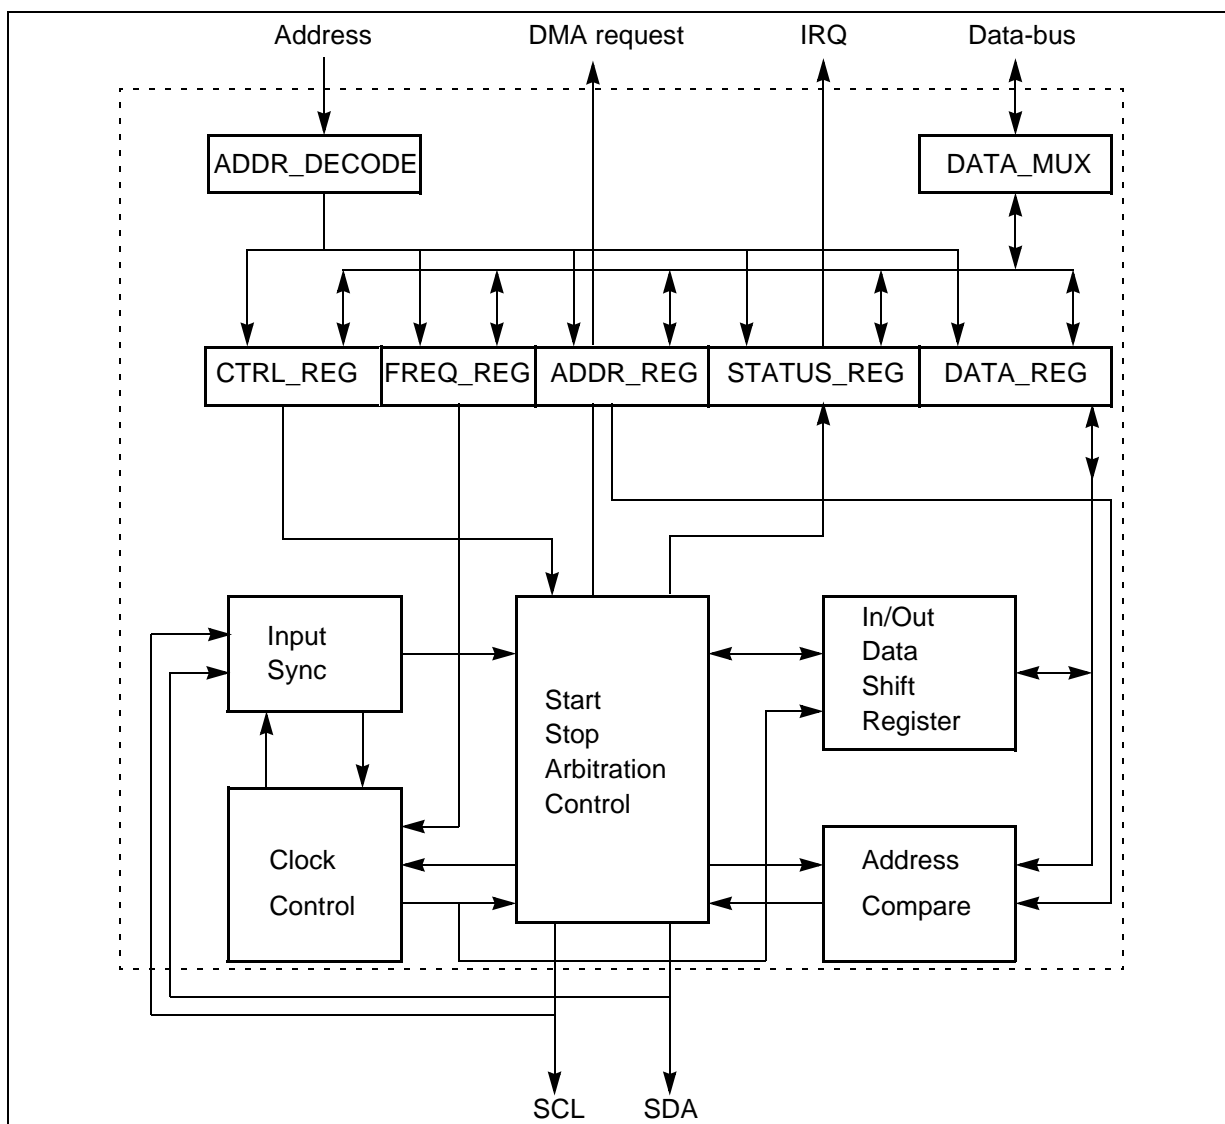 Address
DMA request
IRQ
Data-bus
ADDR_DECODE
DATA_MUX
CTRL_REG
FREQ_REG
ADDR_REG
STATUS_REG
DATA_REG
Input
Sync
Start
Stop
Arbitration
Control
In/Out
Data
Shift
Register
Clock
Control
Address
Compare
SCL
SDA